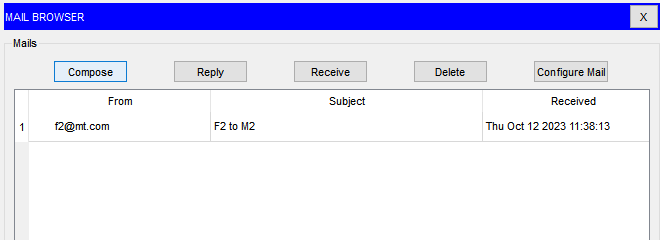 MAIL BROWSER X
Mails
Compose Reply Receive Delete Configure Mail
From Subject Received
1 f2@mt.com F2 to M2 Thu Oct 12 2023 11:38:13